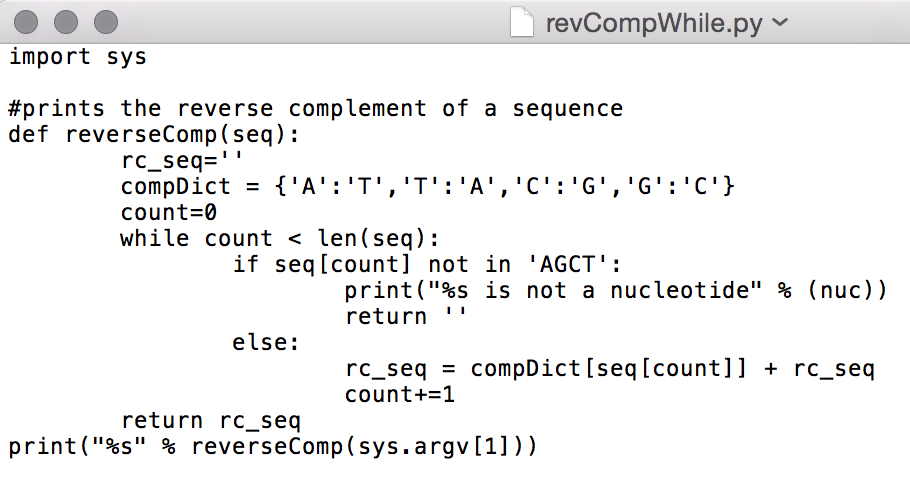 revCompWhile.py
import sys
#prints the reverse complement of a sequence
def reverseComp(seq):
        rc_seq=''
        compDict = {'A':'T','T':'A','C':'G','G':'C'}
        count=0
        while count < len(seq):
                if seq[count] not in 'AGCT':
                        print("%s is not a nucleotide" % (nuc))
                        return ''
                else:
                        rc_seq = compDict[seq[count]] + rc_seq
                        count+=1
        return rc_seq
print("%s" % reverseComp(sys.argv[1]))